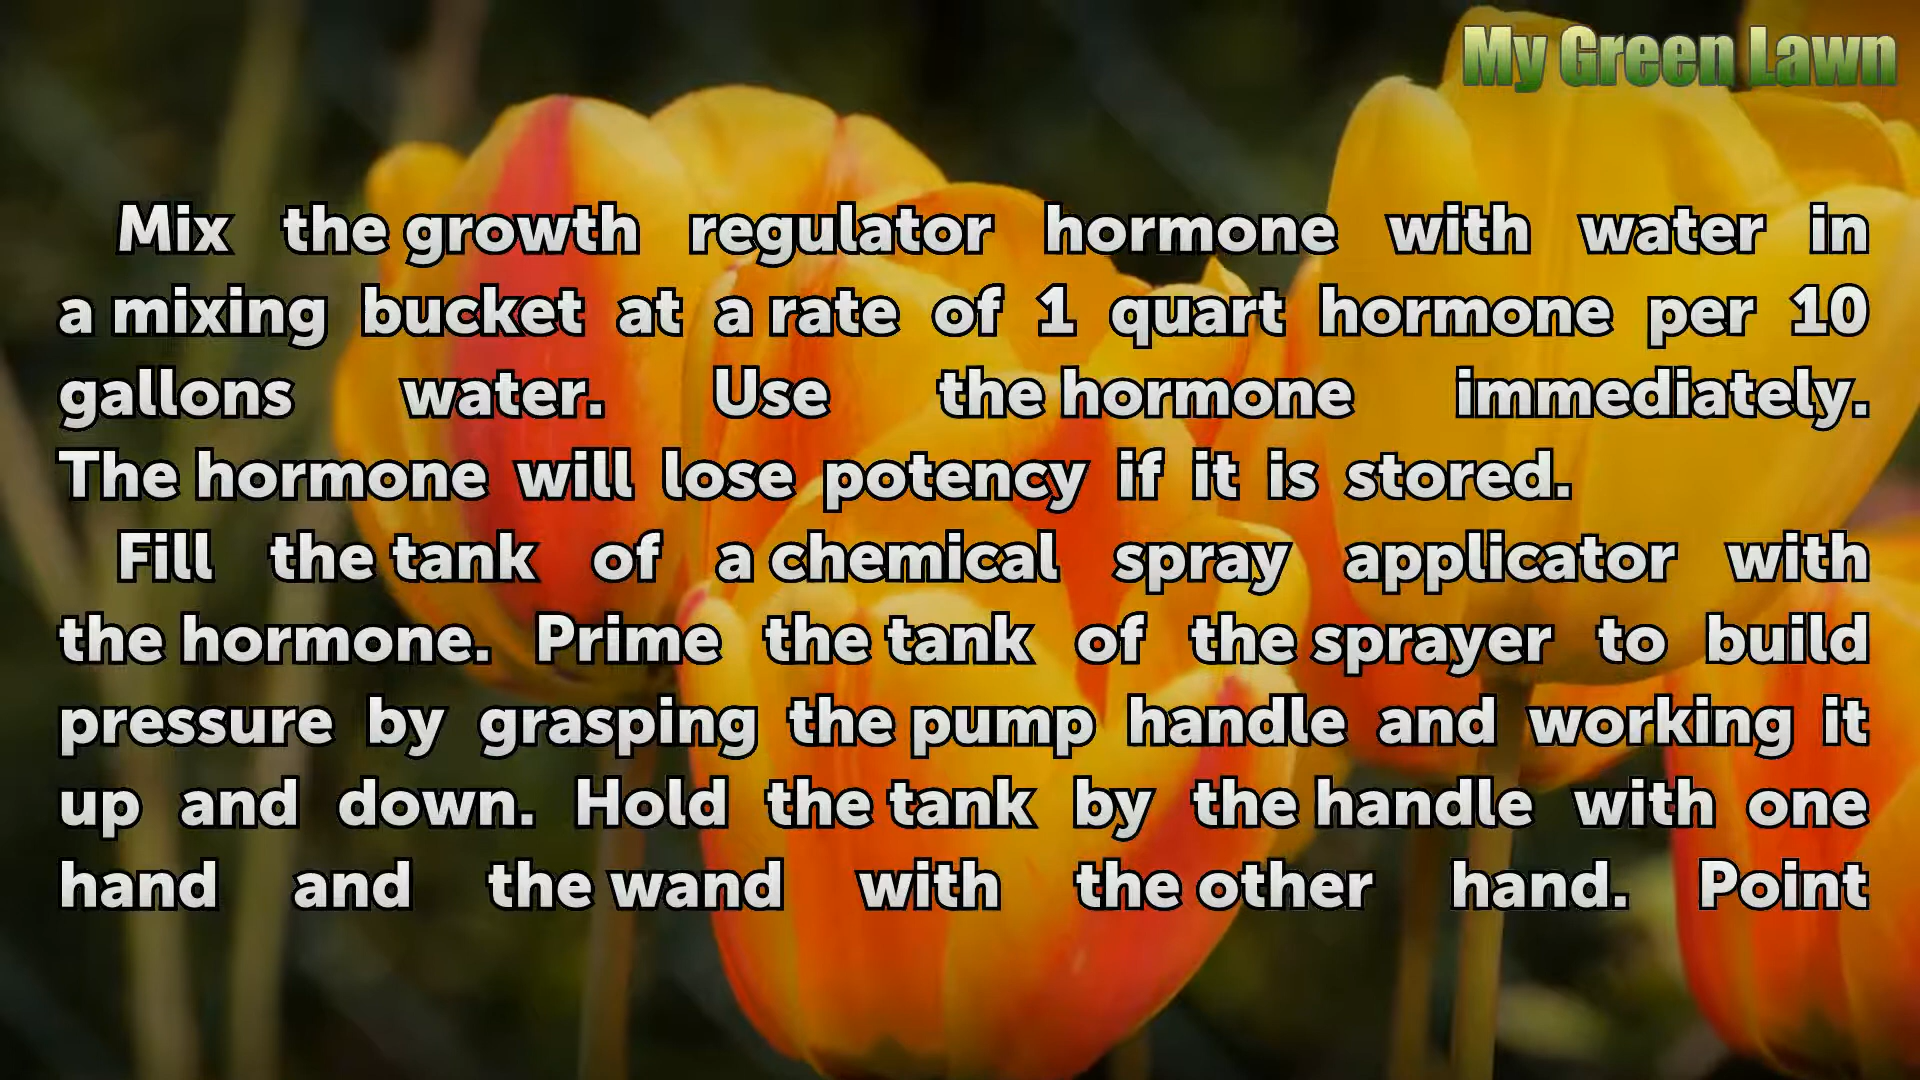 My Green Lawn
Mix the growth regulator hormone with water in
a mixing bucket at a rate of 1 quart hormone per 10
gallons water. Use the hormone immediately.
The hormone will lose potency if it is stored.
Fill the tank of a chemical spray applicator with
the hormone. Prime the tank of the sprayer to build
pressure by grasping the pump handle and working it
up and down. Hold the tank by the handle with one
hand and the wand with the other hand. Point